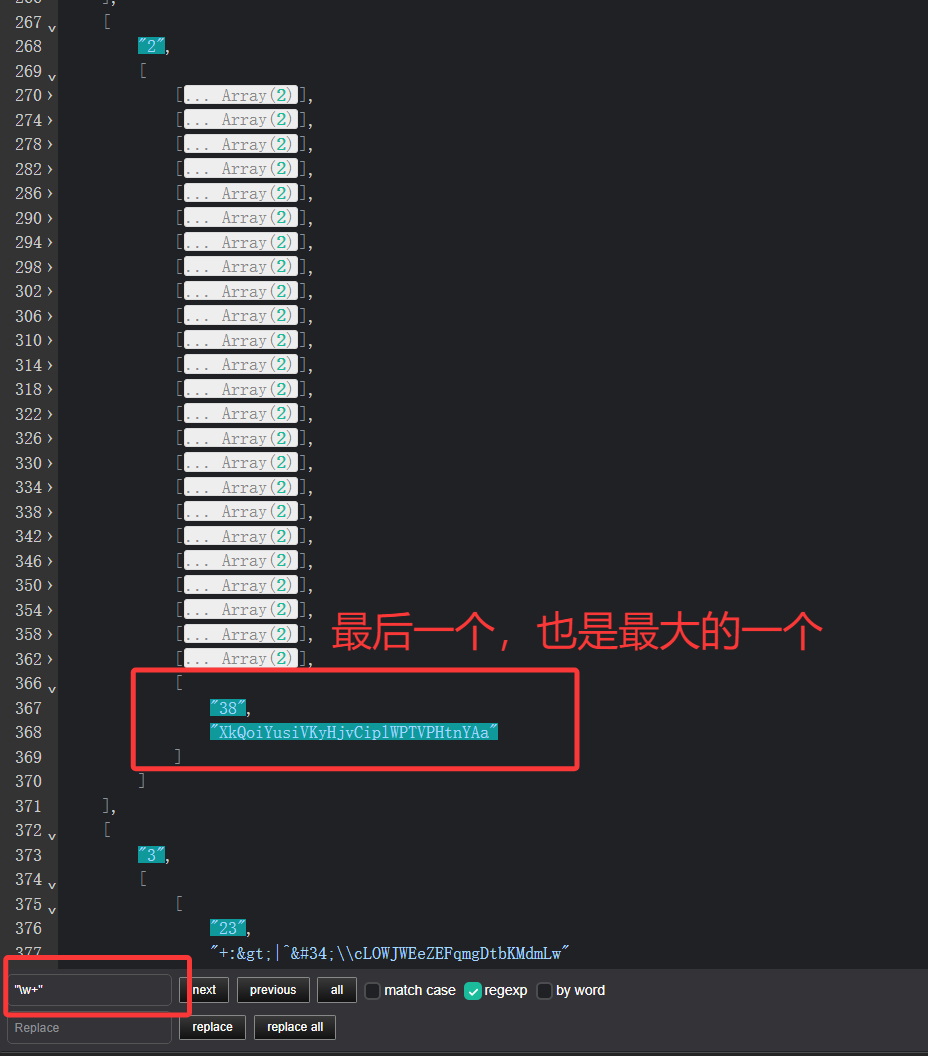 267 ⌄ [
268 "2",
269 ⌄ [
270 › [... Array(2)],
274 › [... Array(2)],
278 › [... Array(2)],
282 › [... Array(2)],
286 › [... Array(2)],
290 › [... Array(2)],
294 › [... Array(2)],
298 › [... Array(2)],
302 › [... Array(2)],
306 › [... Array(2)],
310 › [... Array(2)],
314 › [... Array(2)],
318 › [... Array(2)],
322 › [... Array(2)],
326 › [... Array(2)],
330 › [... Array(2)],
334 › [... Array(2)],
338 › [... Array(2)],
342 › [... Array(2)],
346 › [... Array(2)],
350 › [... Array(2)],
354 › [... Array(2)],
358 › [... Array(2)],
362 › [... Array(2)],
最后一个，也是最大的一个
366 ⌄ [
367 "38",
368 "XkQoiYusiVKyHjvCiplWPTVPHtnYAa"
369 ]
370 ]
371 ],
372 ⌄ [
373 "3",
374 ⌄ [
375 ⌄ [
376 "23",
377 "+:&gt;|^&#34;\\cLOWJWEeZEFqmgDtbKMdmLw"
"\w+" next previous all match case regexp by word
Replace replace replace all